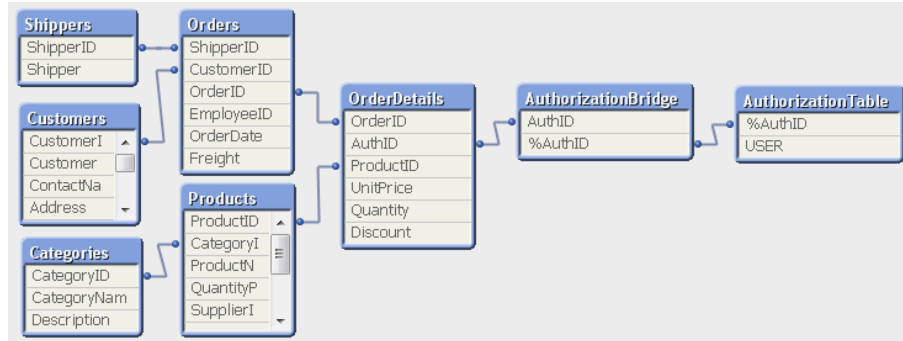 Shippers
ShipperID
Shipper
Orders
ShipperID
CustomerID
OrderID
EmployeeID
OrderDate
Freight
Customers
CustomerI
Customer
ContactNa
Address
Products
ProductID
CategoryI
ProductN
QuantityP
SupplierI
Categories
CategoryID
CategoryNam
Description
OrderDetails
OrderID
AuthID
ProductID
UnitPrice
Quantity
Discount
AuthorizationBridge
AuthID
%AuthID
AuthorizationTable
%AuthID
USER